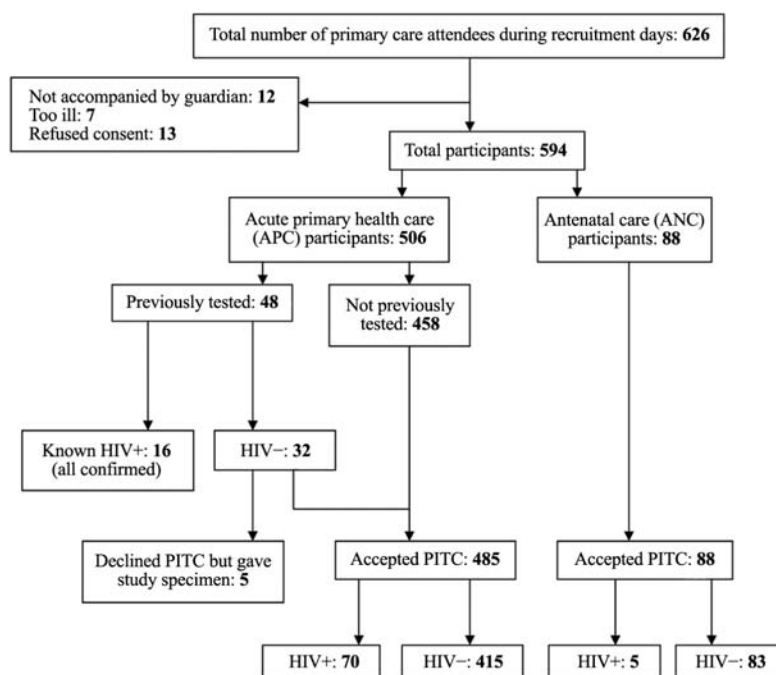 Total number of primary care attendees during recruitment days: 626
Not accompanied by guardian: 12
Too ill: 7
Refused consent: 13
Total participants: 594
Acute primary health care
(APC) participants: 506
Antenatal care (ANC)
participants: 88
Previously tested: 48
Not previously
tested: 458
Known HIV+: 16
(all confirmed)
HIV−: 32
Declined PITC but gave
study specimen: 5
Accepted PITC: 485
Accepted PITC: 88
HIV+: 70
HIV−: 415
HIV+: 5
HIV−: 83